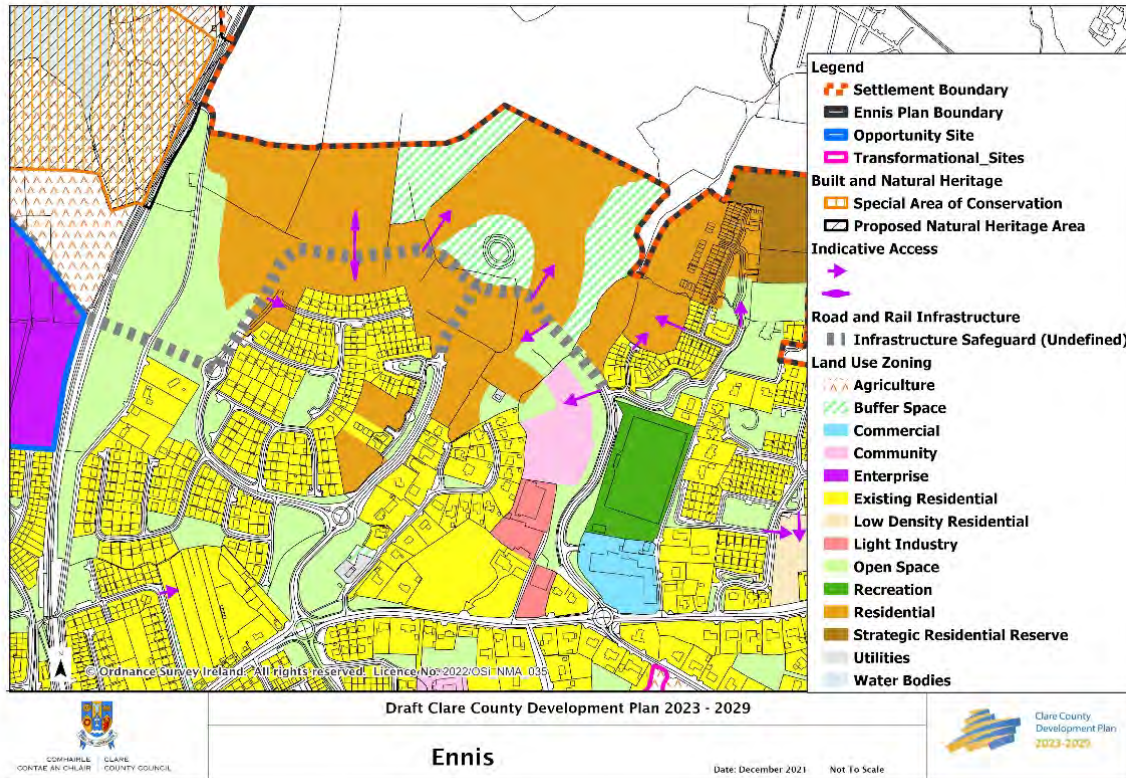 Legend
Settlement Boundary
Ennis Plan Boundary
Opportunity Site
Transformational_Sites
Built and Natural Heritage
Special Area of Conservation
Proposed Natural Heritage Area
Indicative Access
Road and Rail Infrastructure
Infrastructure Safeguard (Undefined)
Land Use Zoning
Agriculture
Buffer Space
Commercial
Community
Enterprise
Existing Residential
Low Density Residential
Light Industry
Open Space
Recreation
Residential
Strategic Residential Reserve
Utilities
Water Bodies
© Ordnance Survey Ireland. All rights reserved. Licence No. 2022/OSi_NMA_035
COMHAIRLE CLARE
CONTAE AN CHLÁIR COUNTY COUNCIL
Draft Clare County Development Plan 2023 - 2029
Ennis
Date: December 2021 Not To Scale
Clare County
Development Plan
2023-2029